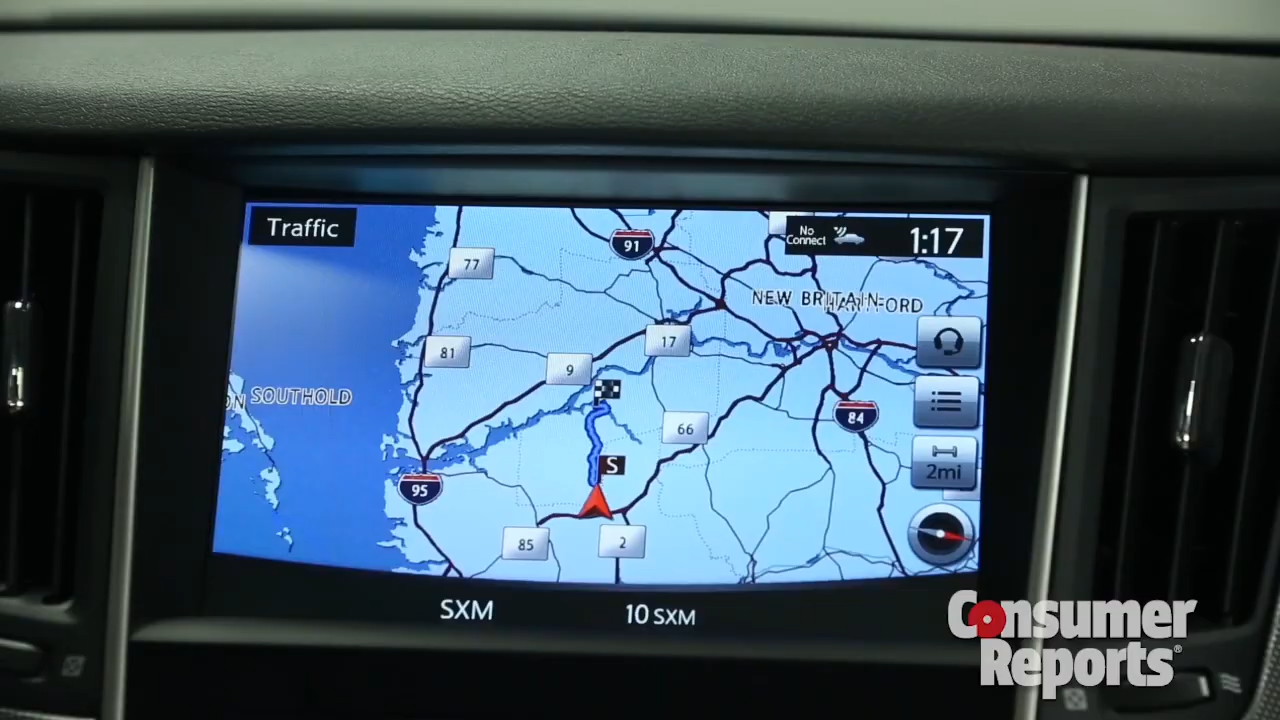 Traffic
No
Connect
1:17
91
77
NEW BRITAIN
HARTFORD
17
81
9
ON SOUTHOLD
84
66
S
2mi
95
85
2
SXM
10 SXM
Consumer
Reports®